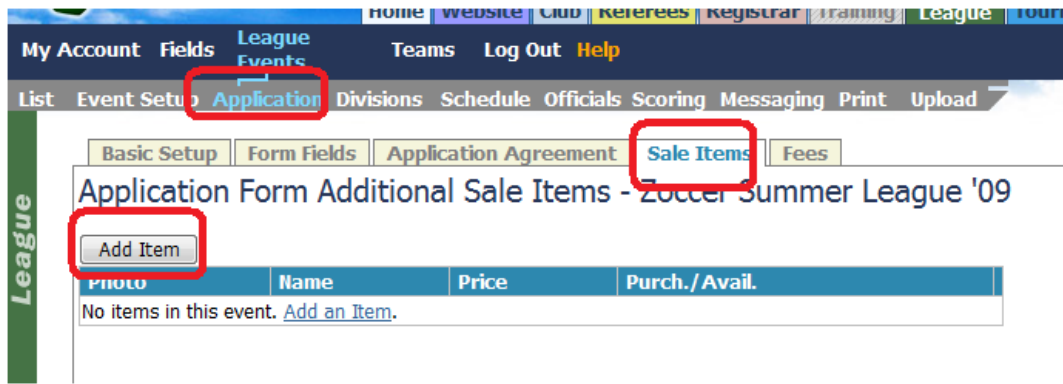 Home Website Club Referees Registrar Training League
My Account Fields League Events Teams Log Out Help
List Event Setup Application Divisions Schedule Officials Scoring Messaging Print Upload
Basic Setup Form Fields Application Agreement Sale Items Fees
League
Application Form Additional Sale Items - Zoccer Summer League '09
Add Item
Photo Name Price Purch./Avail.
No items in this event. Add an Item.